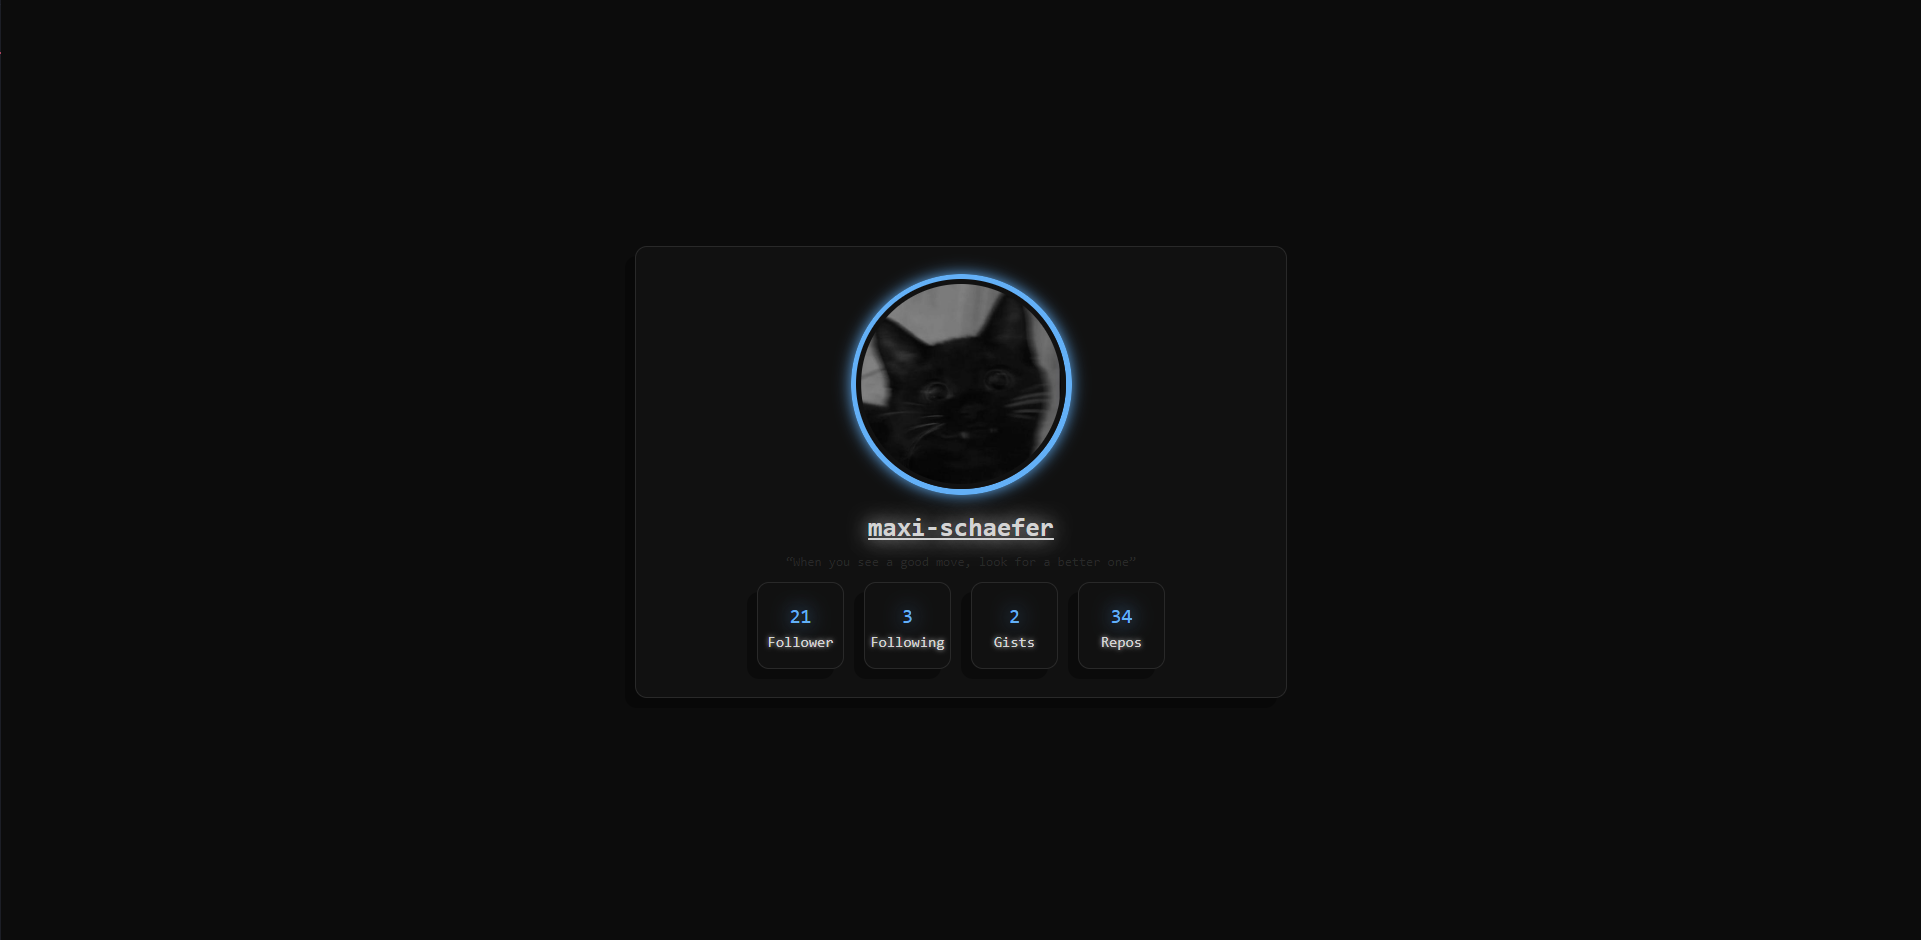 maxi-schaefer
“When you see a good move, look for a better one”
21 3 2 34
Follower Following Gists Repos